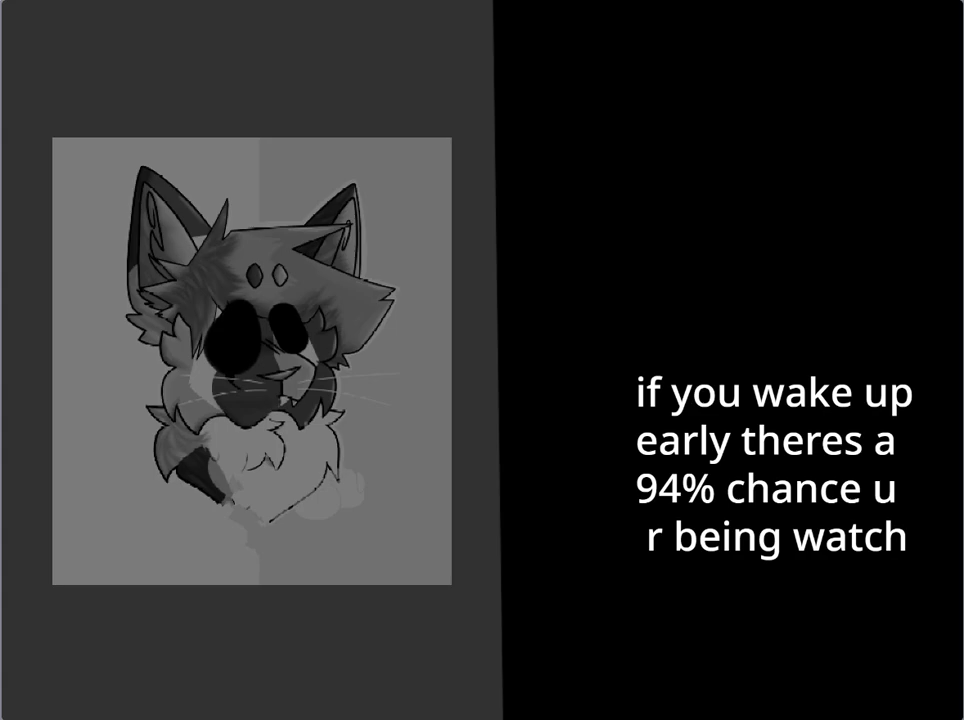 if you wake up
early theres a
94% chance u
r being watch